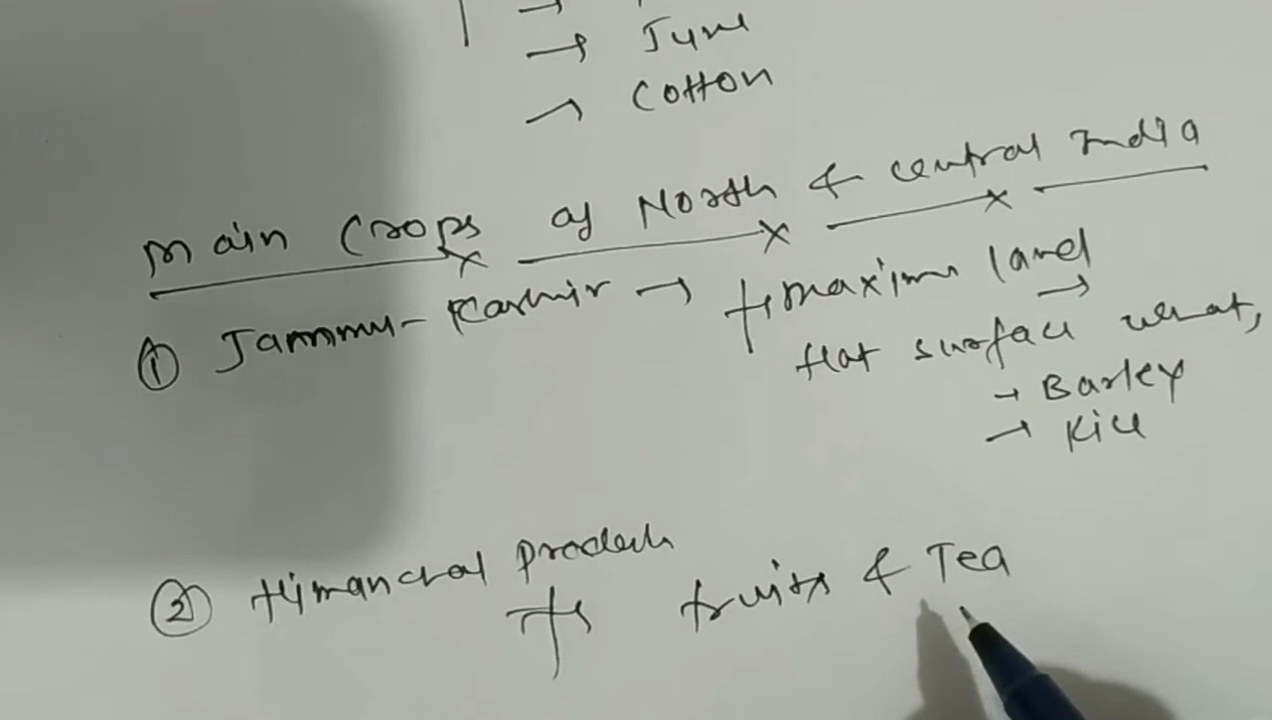 → Jute
→ Cotton
Main Crops of North & central India
① Jammu-Kashmir → maximum land →
flat surface wheat,
→ Barley
→ Rice
② Himanchal pradesh
fruits & Tea